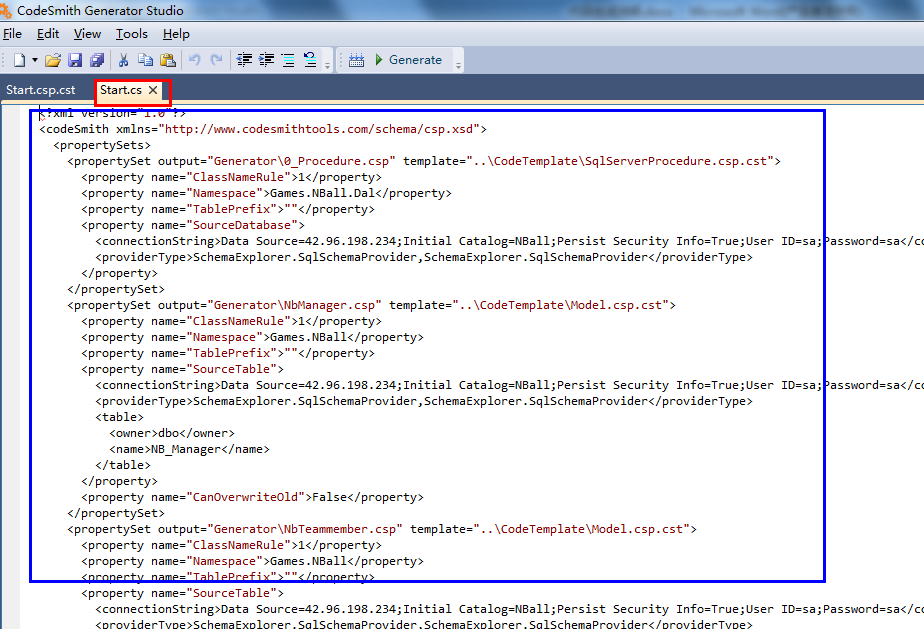 CodeSmith Generator Studio
File Edit View Tools Help
Generate
Start.csp.cst Start.cs
<?xml version="1.0"?>
<codeSmith xmlns="http://www.codesmithtools.com/schema/csp.xsd">
<propertySets>
<propertySet output="Generator\0_Procedure.csp" template="..\CodeTemplate\SqlServerProcedure.csp.cst">
<property name="ClassNameRule">1</property>
<property name="Namespace">Games.NBall.Dal</property>
<property name="TablePrefix">""</property>
<property name="SourceDatabase">
<connectionString>Data Source=42.96.198.234;Initial Catalog=NBall;Persist Security Info=True;User ID=sa;Password=sa</co
<providerType>SchemaExplorer.SqlSchemaProvider,SchemaExplorer.SqlSchemaProvider</providerType>
</property>
</propertySet>
<propertySet output="Generator\NbManager.csp" template="..\CodeTemplate\Model.csp.cst">
<property name="ClassNameRule">1</property>
<property name="Namespace">Games.NBall</property>
<property name="TablePrefix">""</property>
<property name="SourceTable">
<connectionString>Data Source=42.96.198.234;Initial Catalog=NBall;Persist Security Info=True;User ID=sa;Password=sa</co
<providerType>SchemaExplorer.SqlSchemaProvider,SchemaExplorer.SqlSchemaProvider</providerType>
<table>
<owner>dbo</owner>
<name>NB_Manager</name>
</table>
</property>
<property name="CanOverwriteOld">False</property>
</propertySet>
<propertySet output="Generator\NbTeammember.csp" template="..\CodeTemplate\Model.csp.cst">
<property name="ClassNameRule">1</property>
<property name="Namespace">Games.NBall</property>
<property name="TablePrefix">""</property>
<property name="SourceTable">
<connectionString>Data Source=42.96.198.234;Initial Catalog=NBall;Persist Security Info=True;User ID=sa;Password=sa</co
<providerType>SchemaExplorer.SqlSchemaProvider,SchemaExplorer.SqlSchemaProvider</providerType>